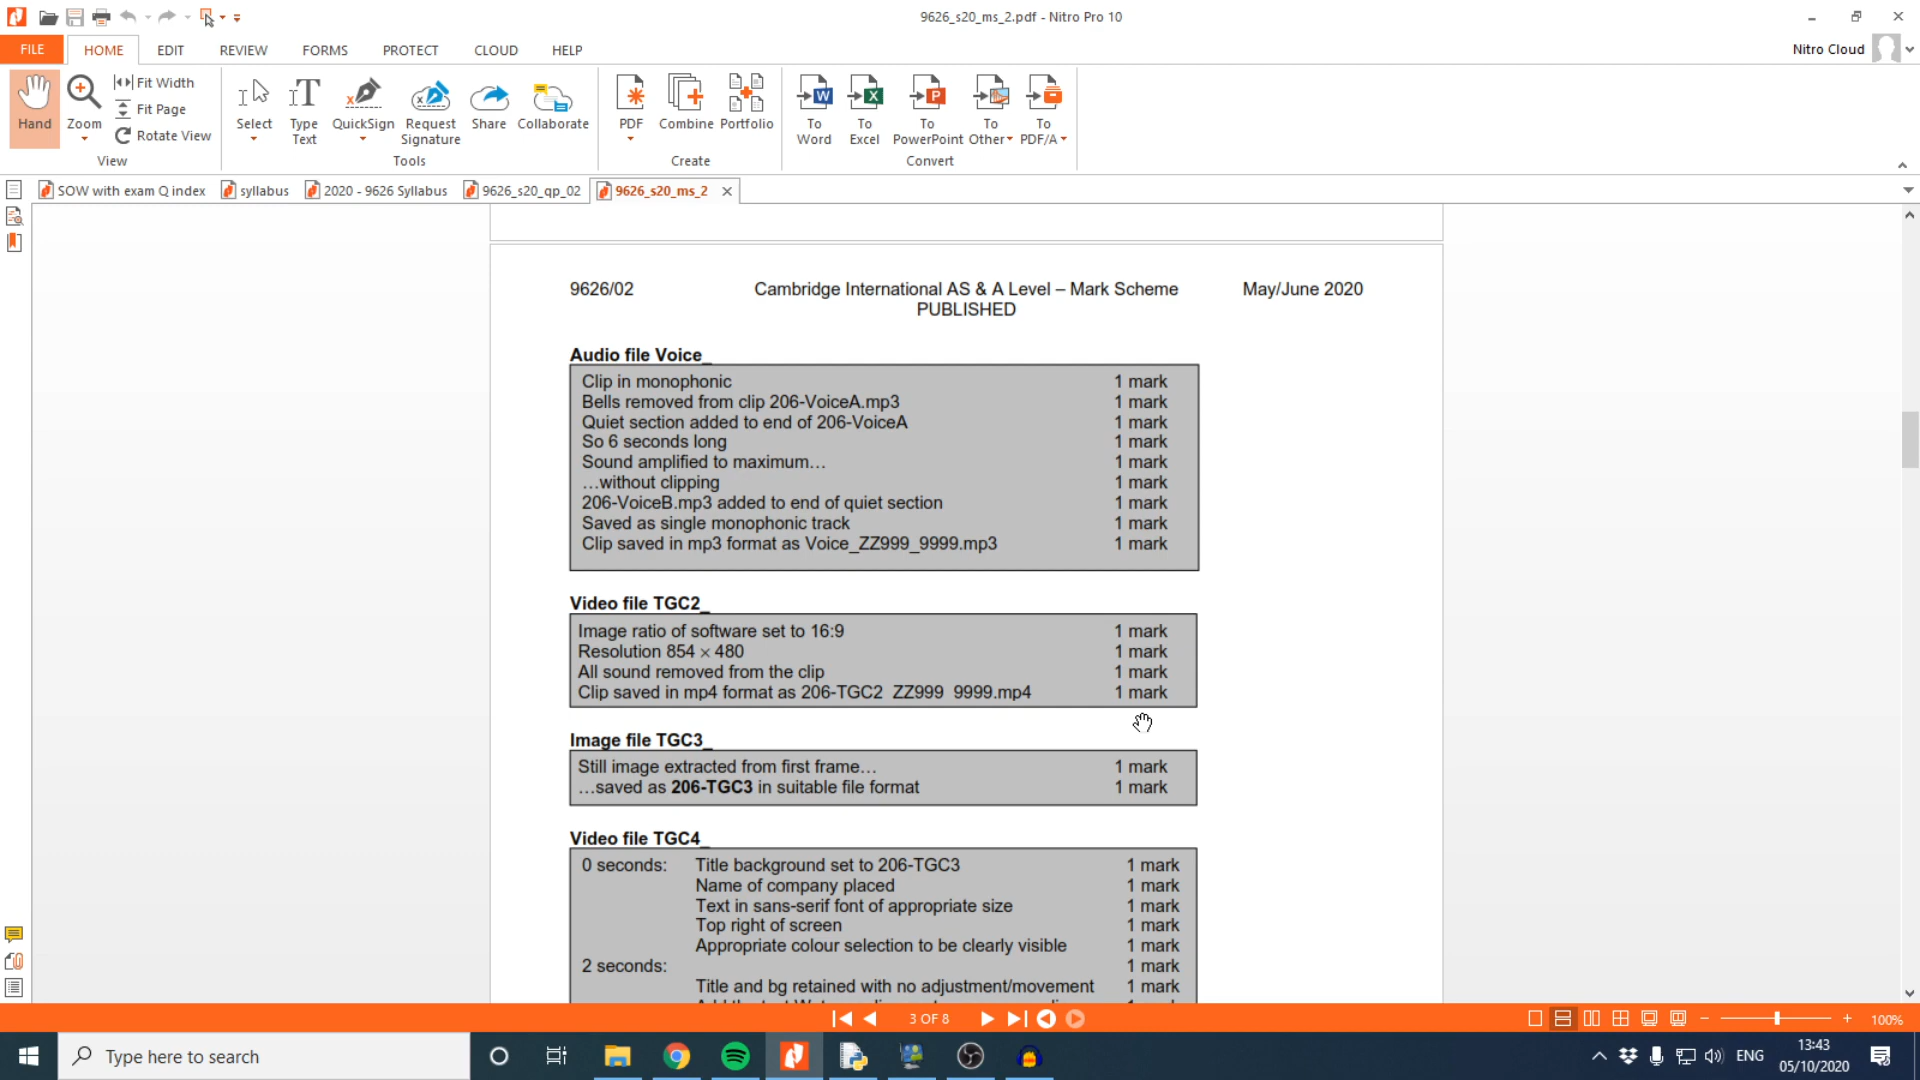 9626_s20_ms_2.pdf - Nitro Pro 10
FILE HOME EDIT REVIEW FORMS PROTECT CLOUD HELP Nitro Cloud
Hand
Zoom
Fit Width
Fit Page
Rotate View
View
Select
Type Text
QuickSign
Request Signature
Share
Collaborate
Tools
PDF
Combine
Portfolio
Create
To Word
To Excel
To PowerPoint
To Other
To PDF/A
Convert
SOW with exam Q index syllabus 2020 - 9626 Syllabus 9626_s20_qp_02 9626_s20_ms_2
9626/02 Cambridge International AS & A Level – Mark Scheme May/June 2020
PUBLISHED
Audio file Voice_
Clip in monophonic 1 mark
Bells removed from clip 206-VoiceA.mp3 1 mark
Quiet section added to end of 206-VoiceA 1 mark
So 6 seconds long 1 mark
Sound amplified to maximum… 1 mark
…without clipping 1 mark
206-VoiceB.mp3 added to end of quiet section 1 mark
Saved as single monophonic track 1 mark
Clip saved in mp3 format as Voice_ZZ999_9999.mp3 1 mark
Video file TGC2_
Image ratio of software set to 16:9 1 mark
Resolution 854 × 480 1 mark
All sound removed from the clip 1 mark
Clip saved in mp4 format as 206-TGC2 ZZ999 9999.mp4 1 mark
Image file TGC3_
Still image extracted from first frame… 1 mark
…saved as 206-TGC3 in suitable file format 1 mark
Video file TGC4_
0 seconds: Title background set to 206-TGC3 1 mark
Name of company placed 1 mark
Text in sans-serif font of appropriate size 1 mark
Top right of screen 1 mark
Appropriate colour selection to be clearly visible 1 mark
2 seconds: 1 mark
Title and bg retained with no adjustment/movement 1 mark
3 OF 8
100%
Type here to search
ENG
13:43
05/10/2020